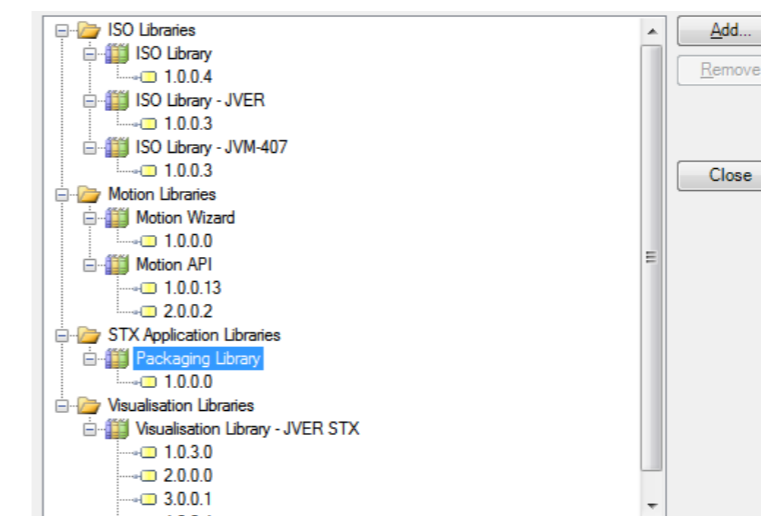 ISO Libraries
Add...
ISO Library
1.0.0.4
Remove
ISO Library - JVER
1.0.0.3
ISO Library - JVM-407
1.0.0.3
Close
Motion Libraries
Motion Wizard
1.0.0.0
Motion API
1.0.0.13
2.0.0.2
STX Application Libraries
Packaging Library
1.0.0.0
Visualisation Libraries
Visualisation Library - JVER STX
1.0.3.0
2.0.0.0
3.0.0.1